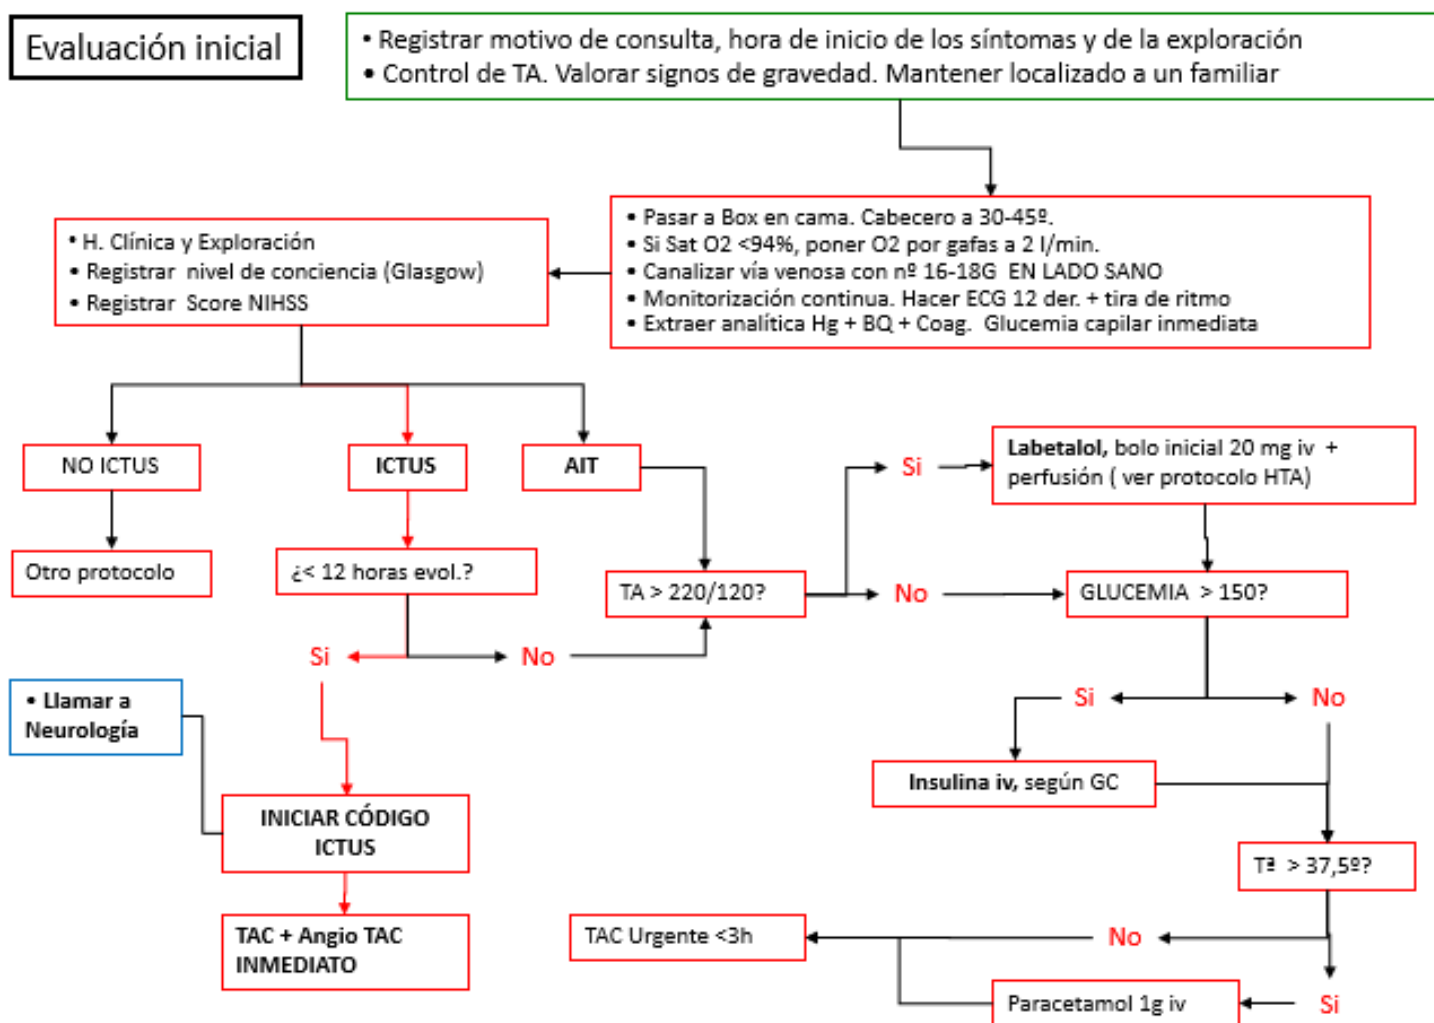 Evaluación inicial
• Registrar motivo de consulta, hora de inicio de los síntomas y de la exploración
• Control de TA. Valorar signos de gravedad. Mantener localizado a un familiar
• Pasar a Box en cama. Cabecero a 30-45º.
• Si Sat O2 <94%, poner O2 por gafas a 2 l/min.
• Canalizar vía venosa con nº 16-18G EN LADO SANO
• Monitorización continua. Hacer ECG 12 der. + tira de ritmo
• Extraer analítica Hg + BQ + Coag. Glucemia capilar inmediata
• H. Clínica y Exploración
• Registrar nivel de conciencia (Glasgow)
• Registrar Score NIHSS
NO ICTUS
ICTUS
AIT
Si
Labetalol, bolo inicial 20 mg iv +
perfusión ( ver protocolo HTA)
Otro protocolo
¿< 12 horas evol.?
TA > 220/120?
No
GLUCEMIA > 150?
Si
No
• Llamar a
Neurología
Si
No
Insulina iv, según GC
INICIAR CÓDIGO
ICTUS
Tª > 37,5º?
TAC + Angio TAC
INMEDIATO
TAC Urgente <3h
No
Paracetamol 1g iv
Si